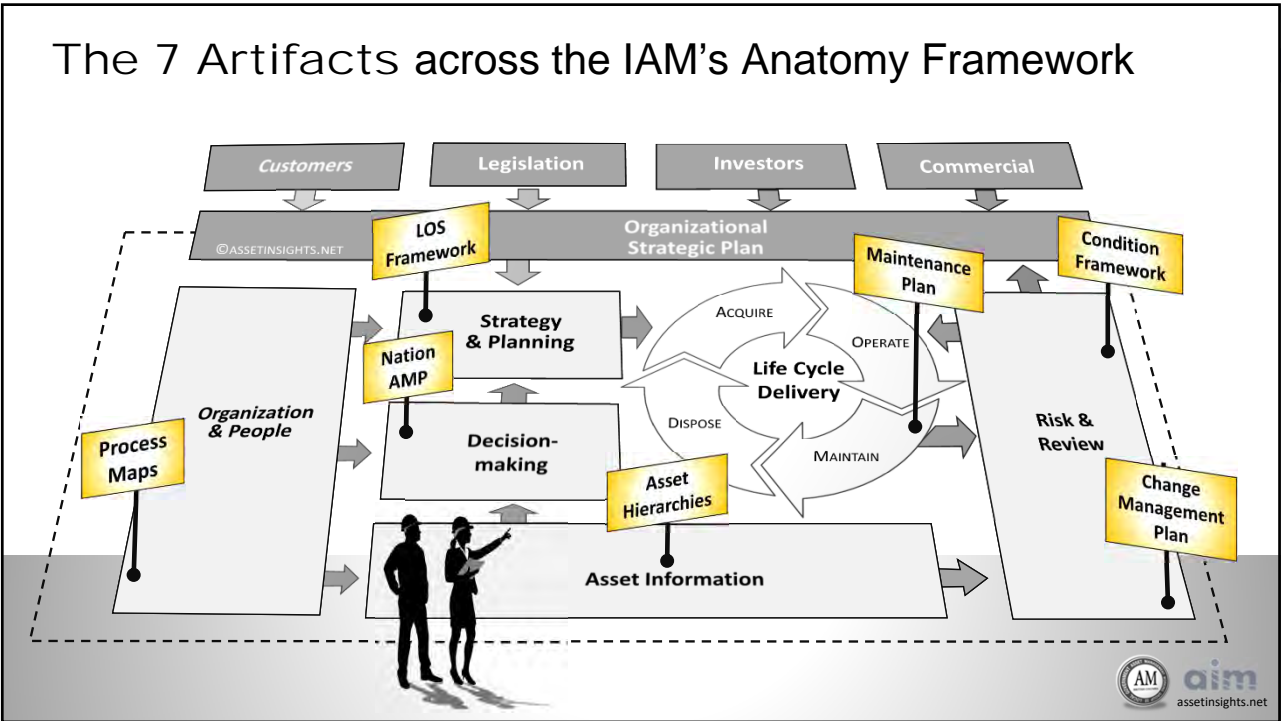 The 7 Artifacts across the IAM's Anatomy Framework
Customers
Legislation
Investors
Commercial
Organizational
Strategic Plan
©ASSETINSIGHTS.NET
LOS
Framework
Maintenance
Plan
Condition
Framework
Strategy
& Planning
Nation
AMP
ACQUIRE
OPERATE
Life Cycle
Delivery
DISPOSE
MAINTAIN
Organization
& People
Process
Maps
Decision-
making
Asset
Hierarchies
Risk &
Review
Change
Management
Plan
Asset Information
AM
aim
assetinsights.net